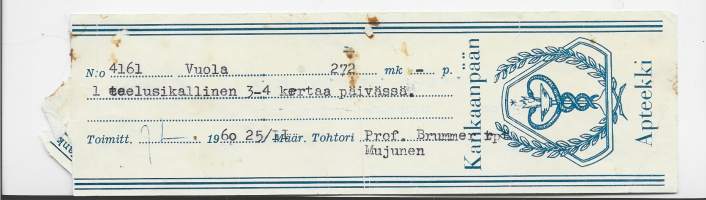 N:o 4161 Vuola 272 mk - p.
1 teelusikallinen 3-4 kertaa päivässä.
Toimitt. 1960 25/II Määr. Tohtori Prof. Brummer
Mujunen
Kankaanpään
Apteekki